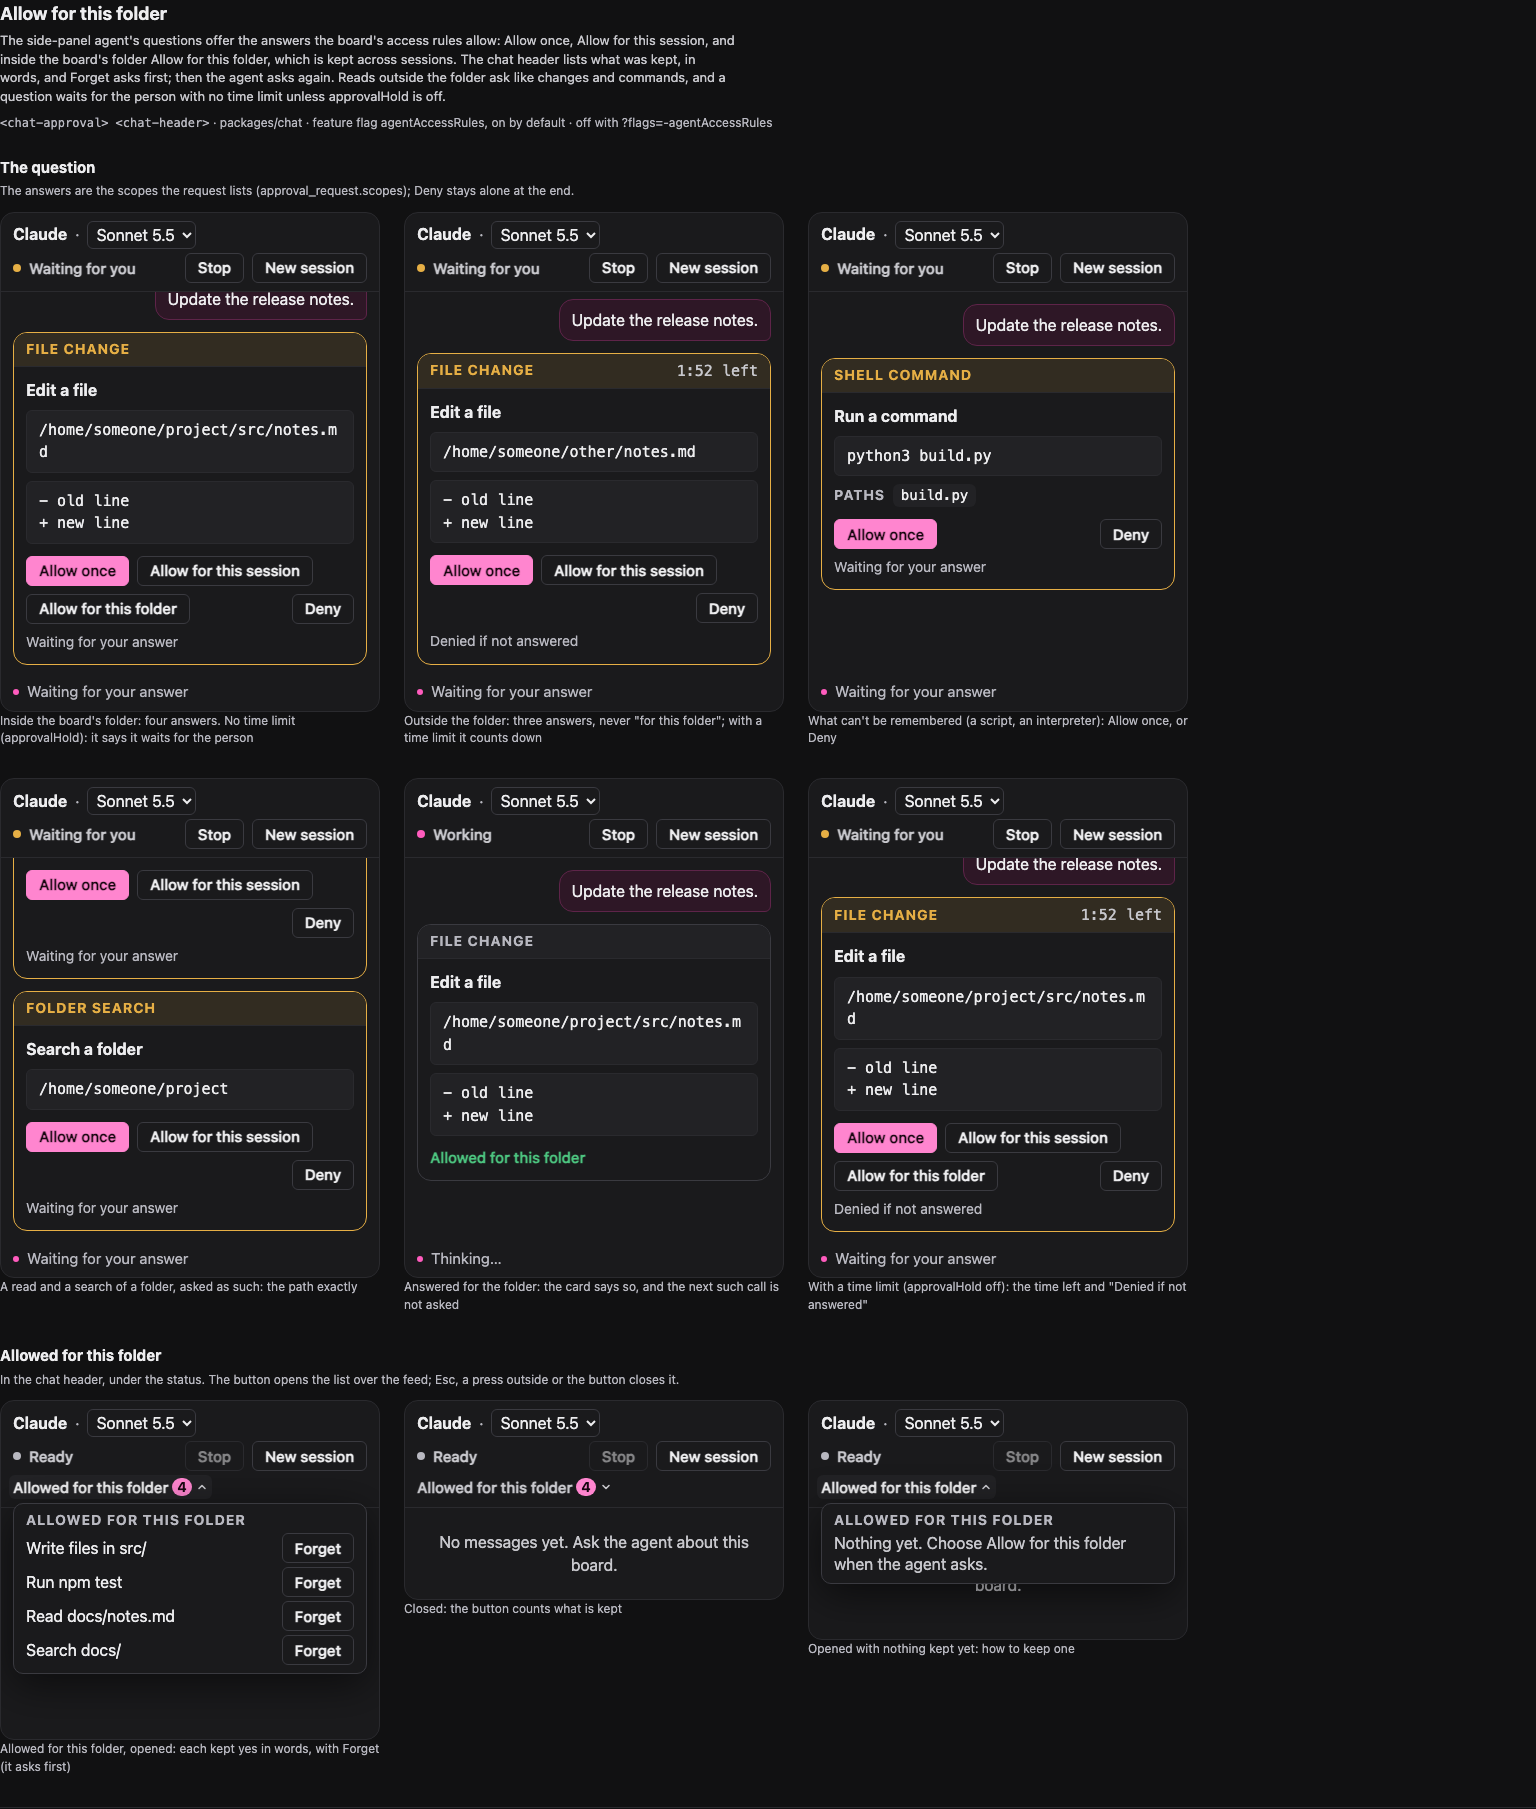 Allow for this folder
The side-panel agent's questions offer the answers the board's access rules allow: Allow once, Allow for this session, and
inside the board's folder Allow for this folder, which is kept across sessions. The chat header lists what was kept, in
words, and Forget asks first; then the agent asks again. Reads outside the folder ask like changes and commands, and a
question waits for the person with no time limit unless approvalHold is off.
<chat-approval> <chat-header> · packages/chat · feature flag agentAccessRules, on by default · off with ?flags=-agentAccessRules
The question
The answers are the scopes the request lists (approval_request.scopes); Deny stays alone at the end.
Claude · Sonnet 5.5
Waiting for you Stop New session
Update the release notes.
FILE CHANGE
Edit a file
/home/someone/project/src/notes.m
d
− old line
+ new line
Allow once Allow for this session
Allow for this folder Deny
Waiting for your answer
Waiting for your answer
Inside the board's folder: four answers. No time limit
(approvalHold): it says it waits for the person
Claude · Sonnet 5.5
Waiting for you Stop New session
Update the release notes.
FILE CHANGE 1:52 left
Edit a file
/home/someone/other/notes.md
− old line
+ new line
Allow once Allow for this session
Deny
Denied if not answered
Waiting for your answer
Outside the folder: three answers, never "for this folder"; with a
time limit it counts down
Claude · Sonnet 5.5
Waiting for you Stop New session
Update the release notes.
SHELL COMMAND
Run a command
python3 build.py
PATHS build.py
Allow once Deny
Waiting for your answer
Waiting for your answer
What can't be remembered (a script, an interpreter): Allow once, or
Deny
Claude · Sonnet 5.5
Waiting for you Stop New session
Allow once Allow for this session
Deny
Waiting for your answer
FOLDER SEARCH
Search a folder
/home/someone/project
Allow once Allow for this session
Deny
Waiting for your answer
Waiting for your answer
A read and a search of a folder, asked as such: the path exactly
Claude · Sonnet 5.5
Working Stop New session
Update the release notes.
FILE CHANGE
Edit a file
/home/someone/project/src/notes.m
d
− old line
+ new line
Allowed for this folder
Thinking...
Answered for the folder: the card says so, and the next such call is
not asked
Claude · Sonnet 5.5
Waiting for you Stop New session
Update the release notes.
FILE CHANGE 1:52 left
Edit a file
/home/someone/project/src/notes.m
d
− old line
+ new line
Allow once Allow for this session
Allow for this folder Deny
Denied if not answered
Waiting for your answer
With a time limit (approvalHold off): the time left and "Denied if not
answered"
Allowed for this folder
In the chat header, under the status. The button opens the list over the feed; Esc, a press outside or the button closes it.
Claude · Sonnet 5.5
Ready Stop New session
Allowed for this folder 4
ALLOWED FOR THIS FOLDER
Write files in src/ Forget
Run npm test Forget
Read docs/notes.md Forget
Search docs/ Forget
Allowed for this folder, opened: each kept yes in words, with Forget
(it asks first)
Claude · Sonnet 5.5
Ready Stop New session
Allowed for this folder 4
No messages yet. Ask the agent about this
board.
Closed: the button counts what is kept
Claude · Sonnet 5.5
Ready Stop New session
Allowed for this folder
ALLOWED FOR THIS FOLDER
Nothing yet. Choose Allow for this folder
when the agent asks.
board.
Opened with nothing kept yet: how to keep one